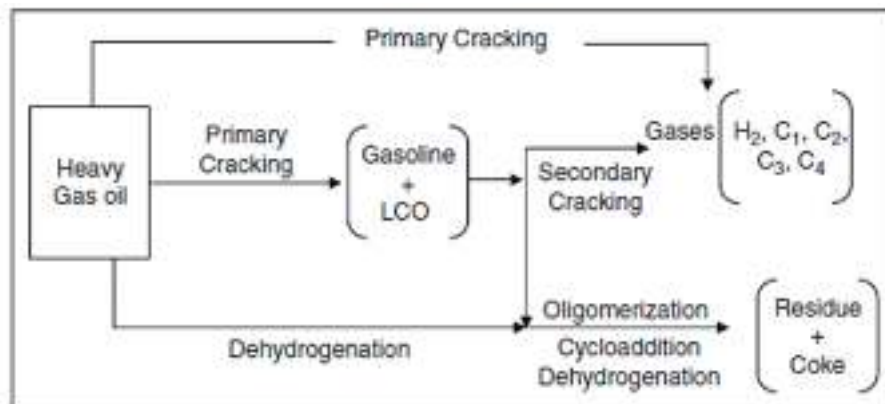 Primary Cracking
Heavy
Gas oil
Primary
Cracking
Gasoline
+
LCO
Secondary
Cracking
Gases
H₂, C₁, C₂,
C₃, C₄
Dehydrogenation
Oligomerization
Cycloaddition
Dehydrogenation
Residue
+
Coke